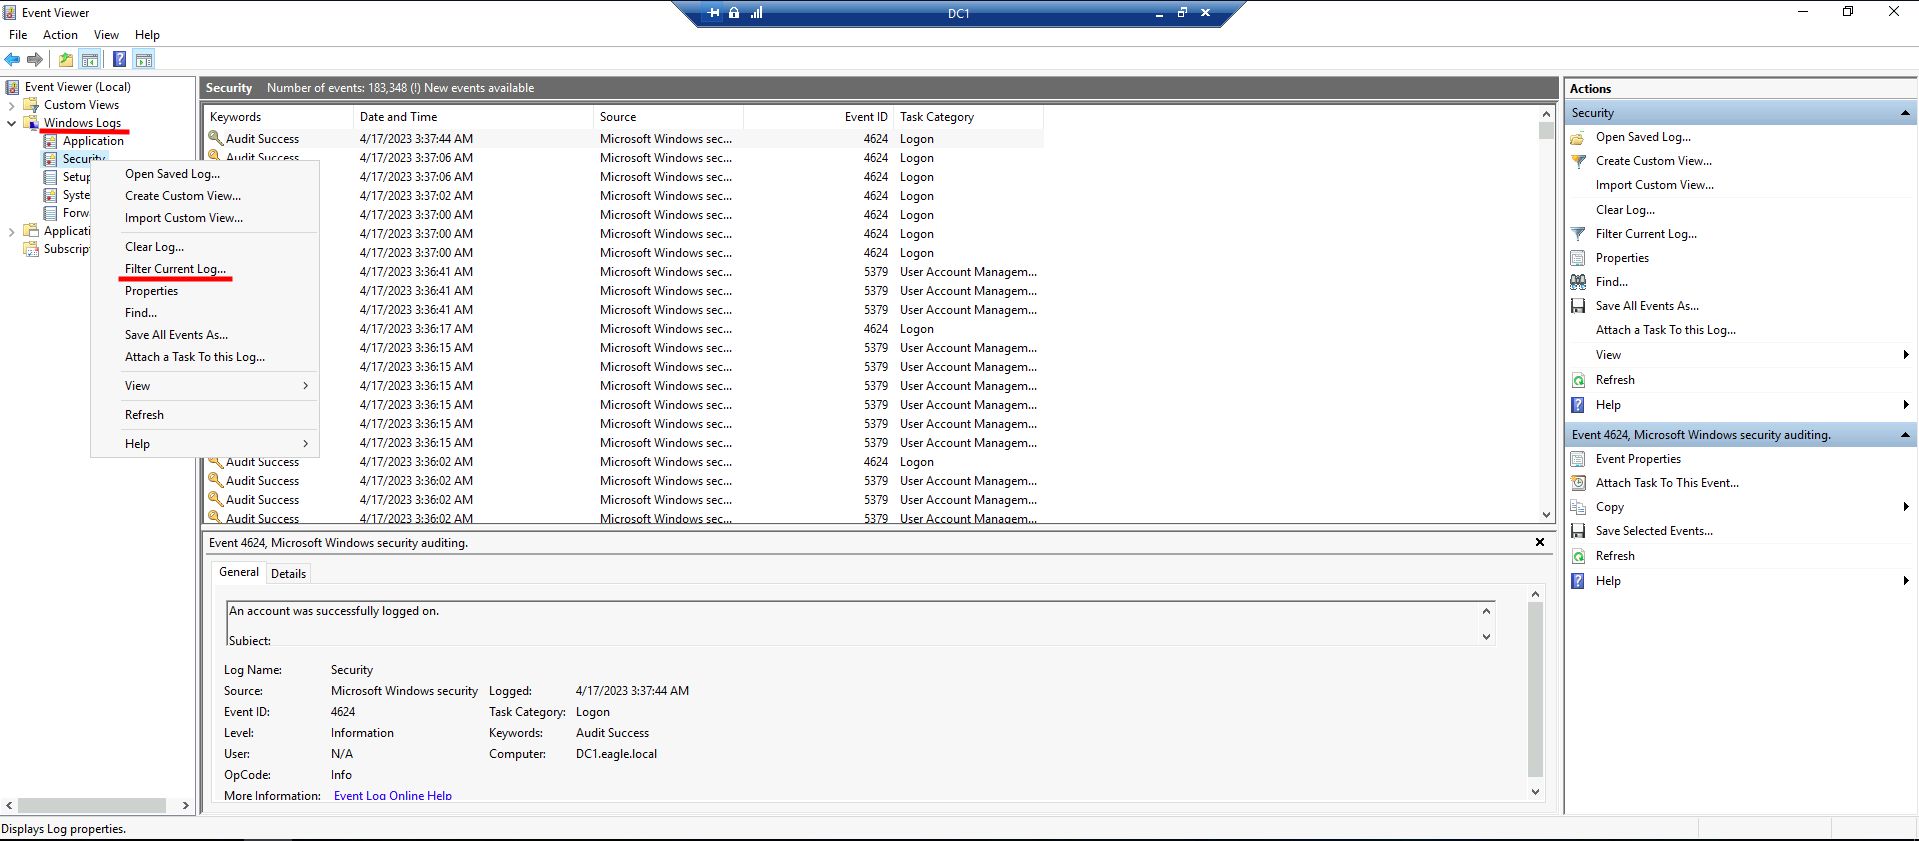 Event Viewer
DC1
File Action View Help
Event Viewer (Local)
Custom Views
Windows Logs
Application
Security
Setup
Syste
Forwa
Applicati
Subscript
Open Saved Log...
Create Custom View...
Import Custom View...
Clear Log...
Filter Current Log...
Properties
Find...
Save All Events As...
Attach a Task To this Log...
View
Refresh
Help
Security Number of events: 183,348 (!) New events available
Keywords Date and Time Source Event ID Task Category
Audit Success 4/17/2023 3:37:44 AM Microsoft Windows sec... 4624 Logon
Audit Success 4/17/2023 3:37:06 AM Microsoft Windows sec... 4624 Logon
4/17/2023 3:37:06 AM Microsoft Windows sec... 4624 Logon
4/17/2023 3:37:02 AM Microsoft Windows sec... 4624 Logon
4/17/2023 3:37:00 AM Microsoft Windows sec... 4624 Logon
4/17/2023 3:37:00 AM Microsoft Windows sec... 4624 Logon
4/17/2023 3:37:00 AM Microsoft Windows sec... 4624 Logon
4/17/2023 3:36:41 AM Microsoft Windows sec... 5379 User Account Managem...
4/17/2023 3:36:41 AM Microsoft Windows sec... 5379 User Account Managem...
4/17/2023 3:36:41 AM Microsoft Windows sec... 5379 User Account Managem...
4/17/2023 3:36:17 AM Microsoft Windows sec... 4624 Logon
4/17/2023 3:36:15 AM Microsoft Windows sec... 5379 User Account Managem...
4/17/2023 3:36:15 AM Microsoft Windows sec... 5379 User Account Managem...
4/17/2023 3:36:15 AM Microsoft Windows sec... 5379 User Account Managem...
4/17/2023 3:36:15 AM Microsoft Windows sec... 5379 User Account Managem...
4/17/2023 3:36:15 AM Microsoft Windows sec... 5379 User Account Managem...
4/17/2023 3:36:15 AM Microsoft Windows sec... 5379 User Account Managem...
Audit Success 4/17/2023 3:36:02 AM Microsoft Windows sec... 4624 Logon
Audit Success 4/17/2023 3:36:02 AM Microsoft Windows sec... 5379 User Account Managem...
Audit Success 4/17/2023 3:36:02 AM Microsoft Windows sec... 5379 User Account Managem...
Audit Success 4/17/2023 3:36:02 AM Microsoft Windows sec... 5379 User Account Managem...
Event 4624, Microsoft Windows security auditing.
General Details
An account was successfully logged on.
Subject:
Log Name: Security
Source: Microsoft Windows security Logged: 4/17/2023 3:37:44 AM
Event ID: 4624 Task Category: Logon
Level: Information Keywords: Audit Success
User: N/A Computer: DC1.eagle.local
OpCode: Info
More Information: Event Log Online Help
Actions
Security
Open Saved Log...
Create Custom View...
Import Custom View...
Clear Log...
Filter Current Log...
Properties
Find...
Save All Events As...
Attach a Task To this Log...
View
Refresh
Help
Event 4624, Microsoft Windows security auditing.
Event Properties
Attach Task To This Event...
Copy
Save Selected Events...
Refresh
Help
Displays Log properties.